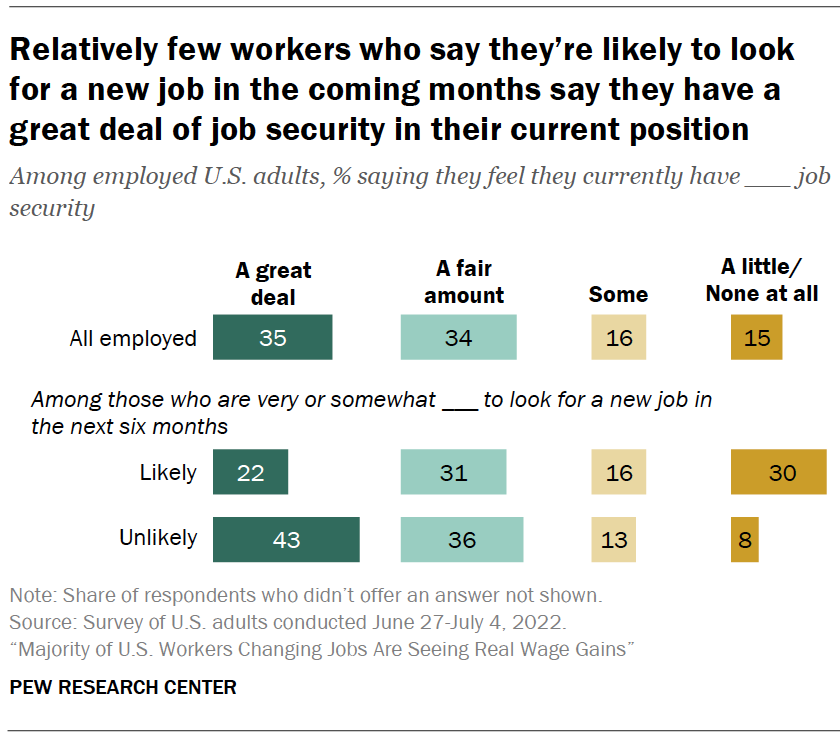 Relatively few workers who say they're likely to look
for a new job in the coming months say they have a
great deal of job security in their current position
Among employed U.S. adults, % saying they feel they currently have ___ job
security
A great
deal
A fair
amount
Some
A little/
None at all
All employed 35 34 16 15
Among those who are very or somewhat ___ to look for a new job in
the next six months
Likely 22 31 16 30
Unlikely 43 36 13 8
Note: Share of respondents who didn't offer an answer not shown.
Source: Survey of U.S. adults conducted June 27-July 4, 2022.
"Majority of U.S. Workers Changing Jobs Are Seeing Real Wage Gains"
PEW RESEARCH CENTER